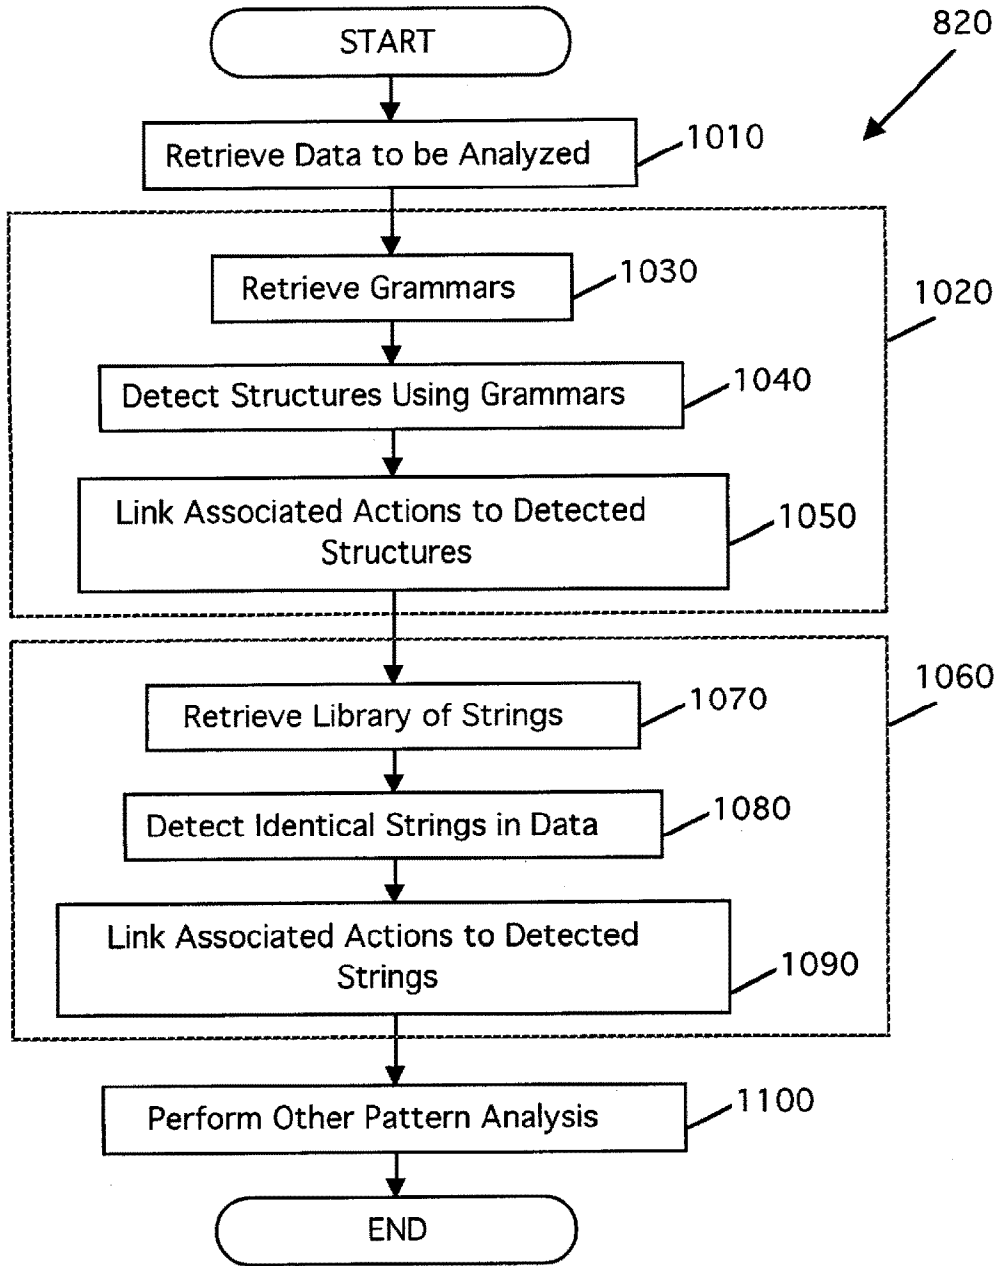 START
820
Retrieve Data to be Analyzed
1010
Retrieve Grammars
1030
1020
Detect Structures Using Grammars
1040
Link Associated Actions to Detected
Structures
1050
1060
Retrieve Library of Strings
1070
Detect Identical Strings in Data
1080
Link Associated Actions to Detected
Strings
1090
Perform Other Pattern Analysis
1100
END